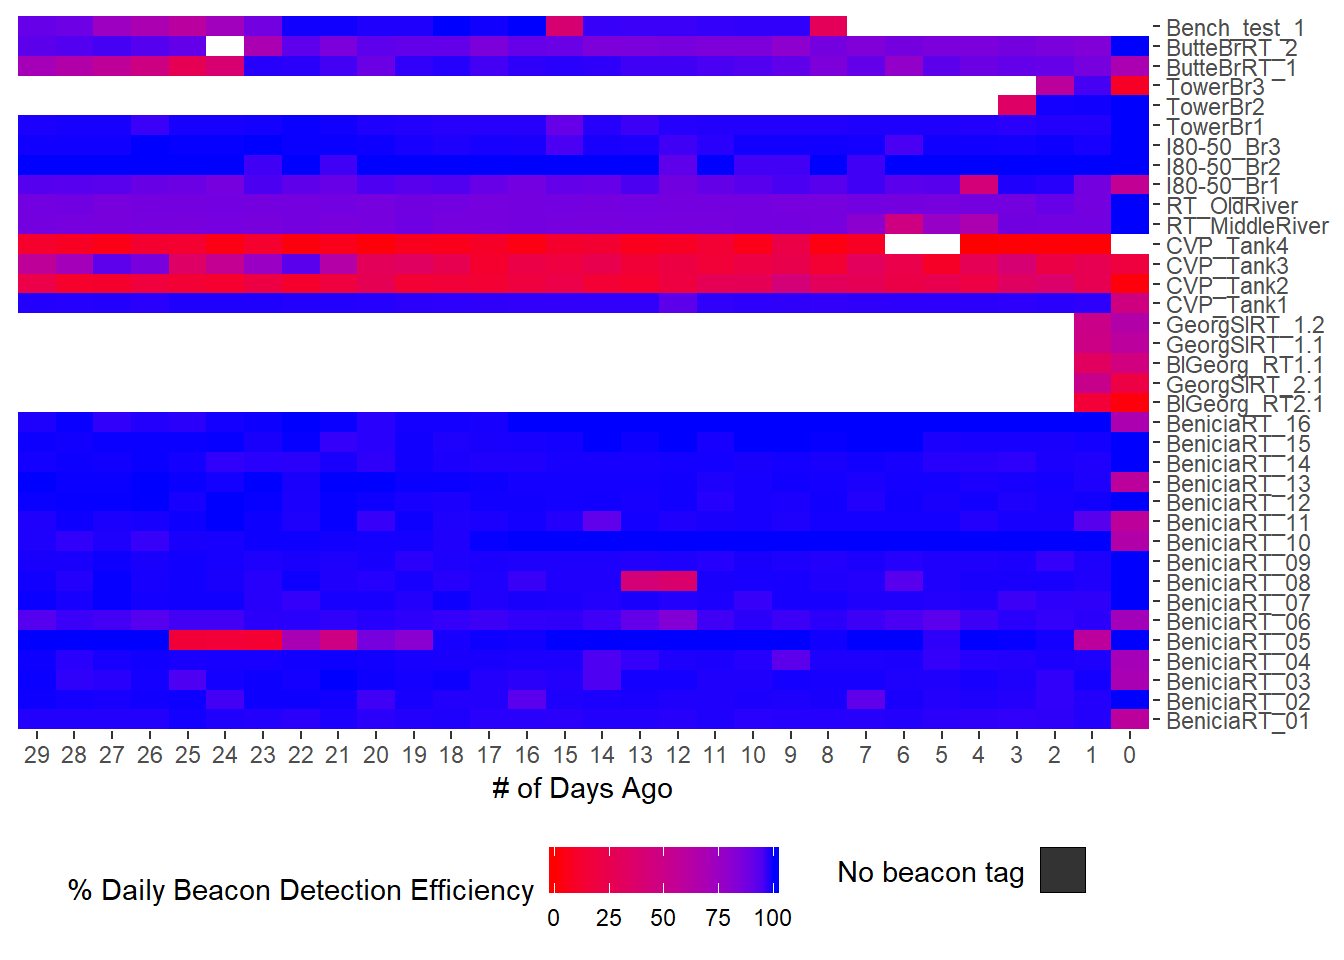 Bench_test_1
ButteBrRT_2
ButteBrRT_1
TowerBr3
TowerBr2
TowerBr1
I80-50_Br3
I80-50_Br2
I80-50_Br1
RT_OldRiver
RT_MiddleRiver
CVP_Tank4
CVP_Tank3
CVP_Tank2
CVP_Tank1
GeorgSlRT_1.2
GeorgSlRT_1.1
BlGeorg_RT1.1
GeorgSlRT_2.1
BlGeorg_RT2.1
BeniciaRT_16
BeniciaRT_15
BeniciaRT_14
BeniciaRT_13
BeniciaRT_12
BeniciaRT_11
BeniciaRT_10
BeniciaRT_09
BeniciaRT_08
BeniciaRT_07
BeniciaRT_06
BeniciaRT_05
BeniciaRT_04
BeniciaRT_03
BeniciaRT_02
BeniciaRT_01
29 28 27 26 25 24 23 22 21 20 19 18 17 16 15 14 13 12 11 10 9 8 7 6 5 4 3 2 1 0
# of Days Ago
% Daily Beacon Detection Efficiency
0 25 50 75 100
No beacon tag